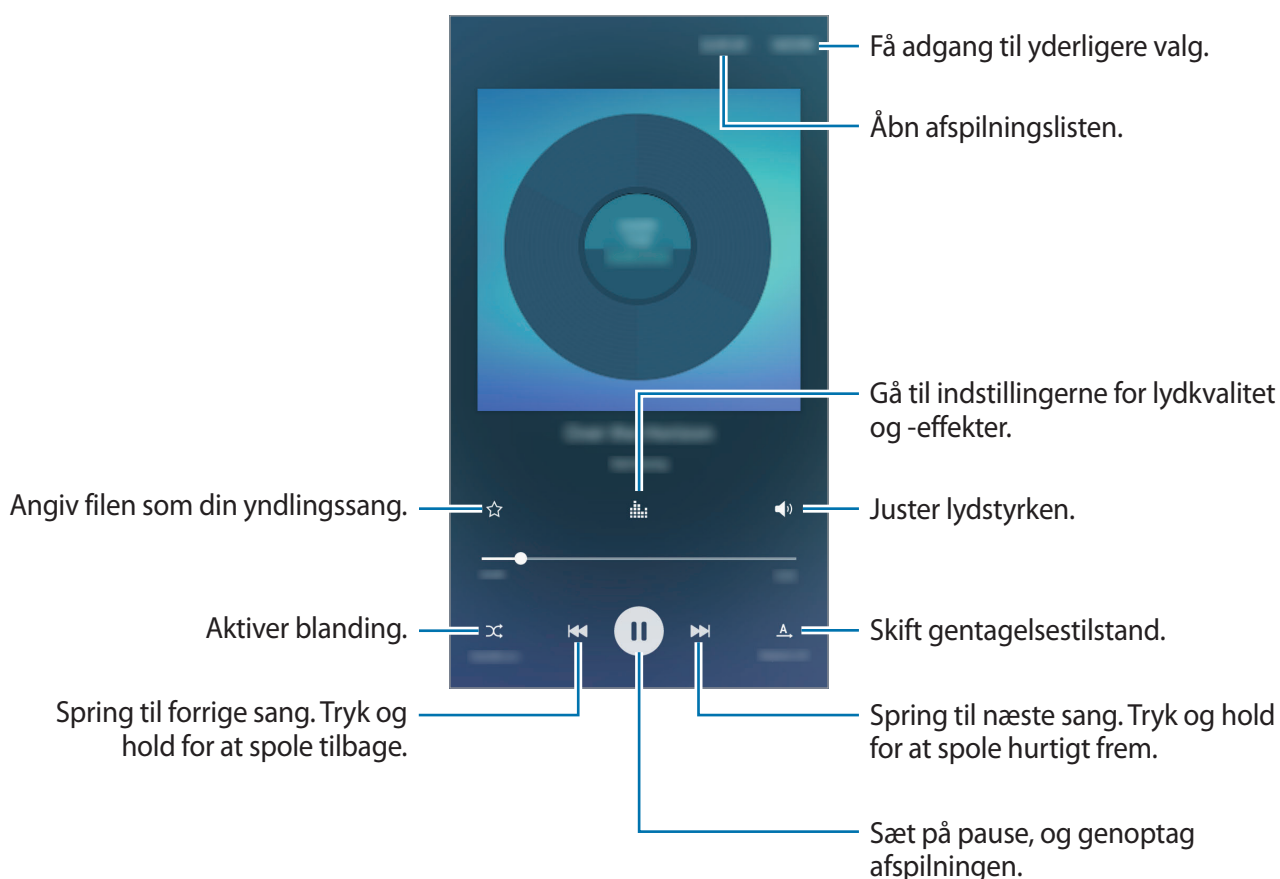 Få adgang til yderligere valg.
Åbn afspilningslisten.
Gå til indstillingerne for lydkvalitet
og -effekter.
Angiv filen som din yndlingssang.
Juster lydstyrken.
Aktiver blanding.
A
Skift gentagelsestilstand.
Spring til forrige sang. Tryk og
hold for at spole tilbage.
Spring til næste sang. Tryk og hold
for at spole hurtigt frem.
Sæt på pause, og genoptag
afspilningen.